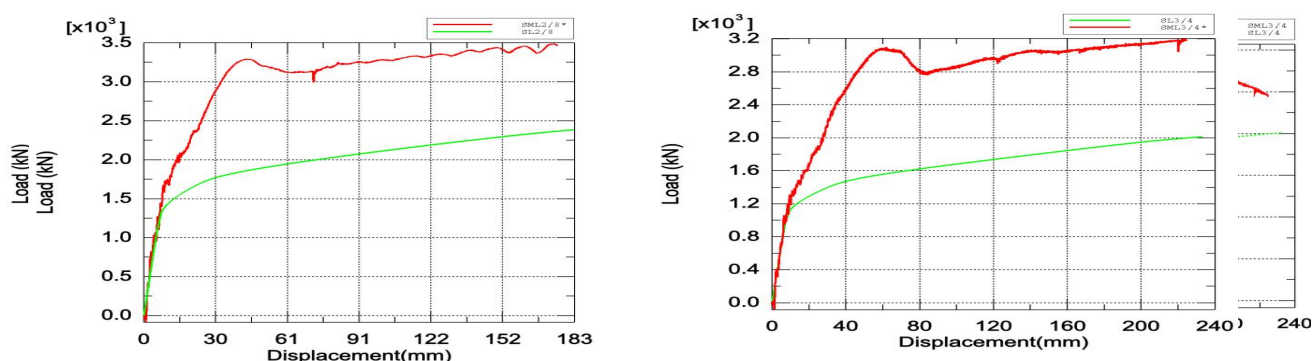 [x10³]
SML2/8*
SL2/8
3.5
3.0
2.5
2.0
1.5
1.0
0.5
0.0
Load (kN)
Load (kN)
0 30 61 91 122 152 183
Displacement(mm)
[x10³]
SL3/4
SML3/4*
3.2
2.8
2.4
2.0
1.6
1.2
0.8
0.4
0.0
Load (kN)
0 40 80 120 160 200 240
Displacement(mm)
SML3/4
SL3/4
0 240